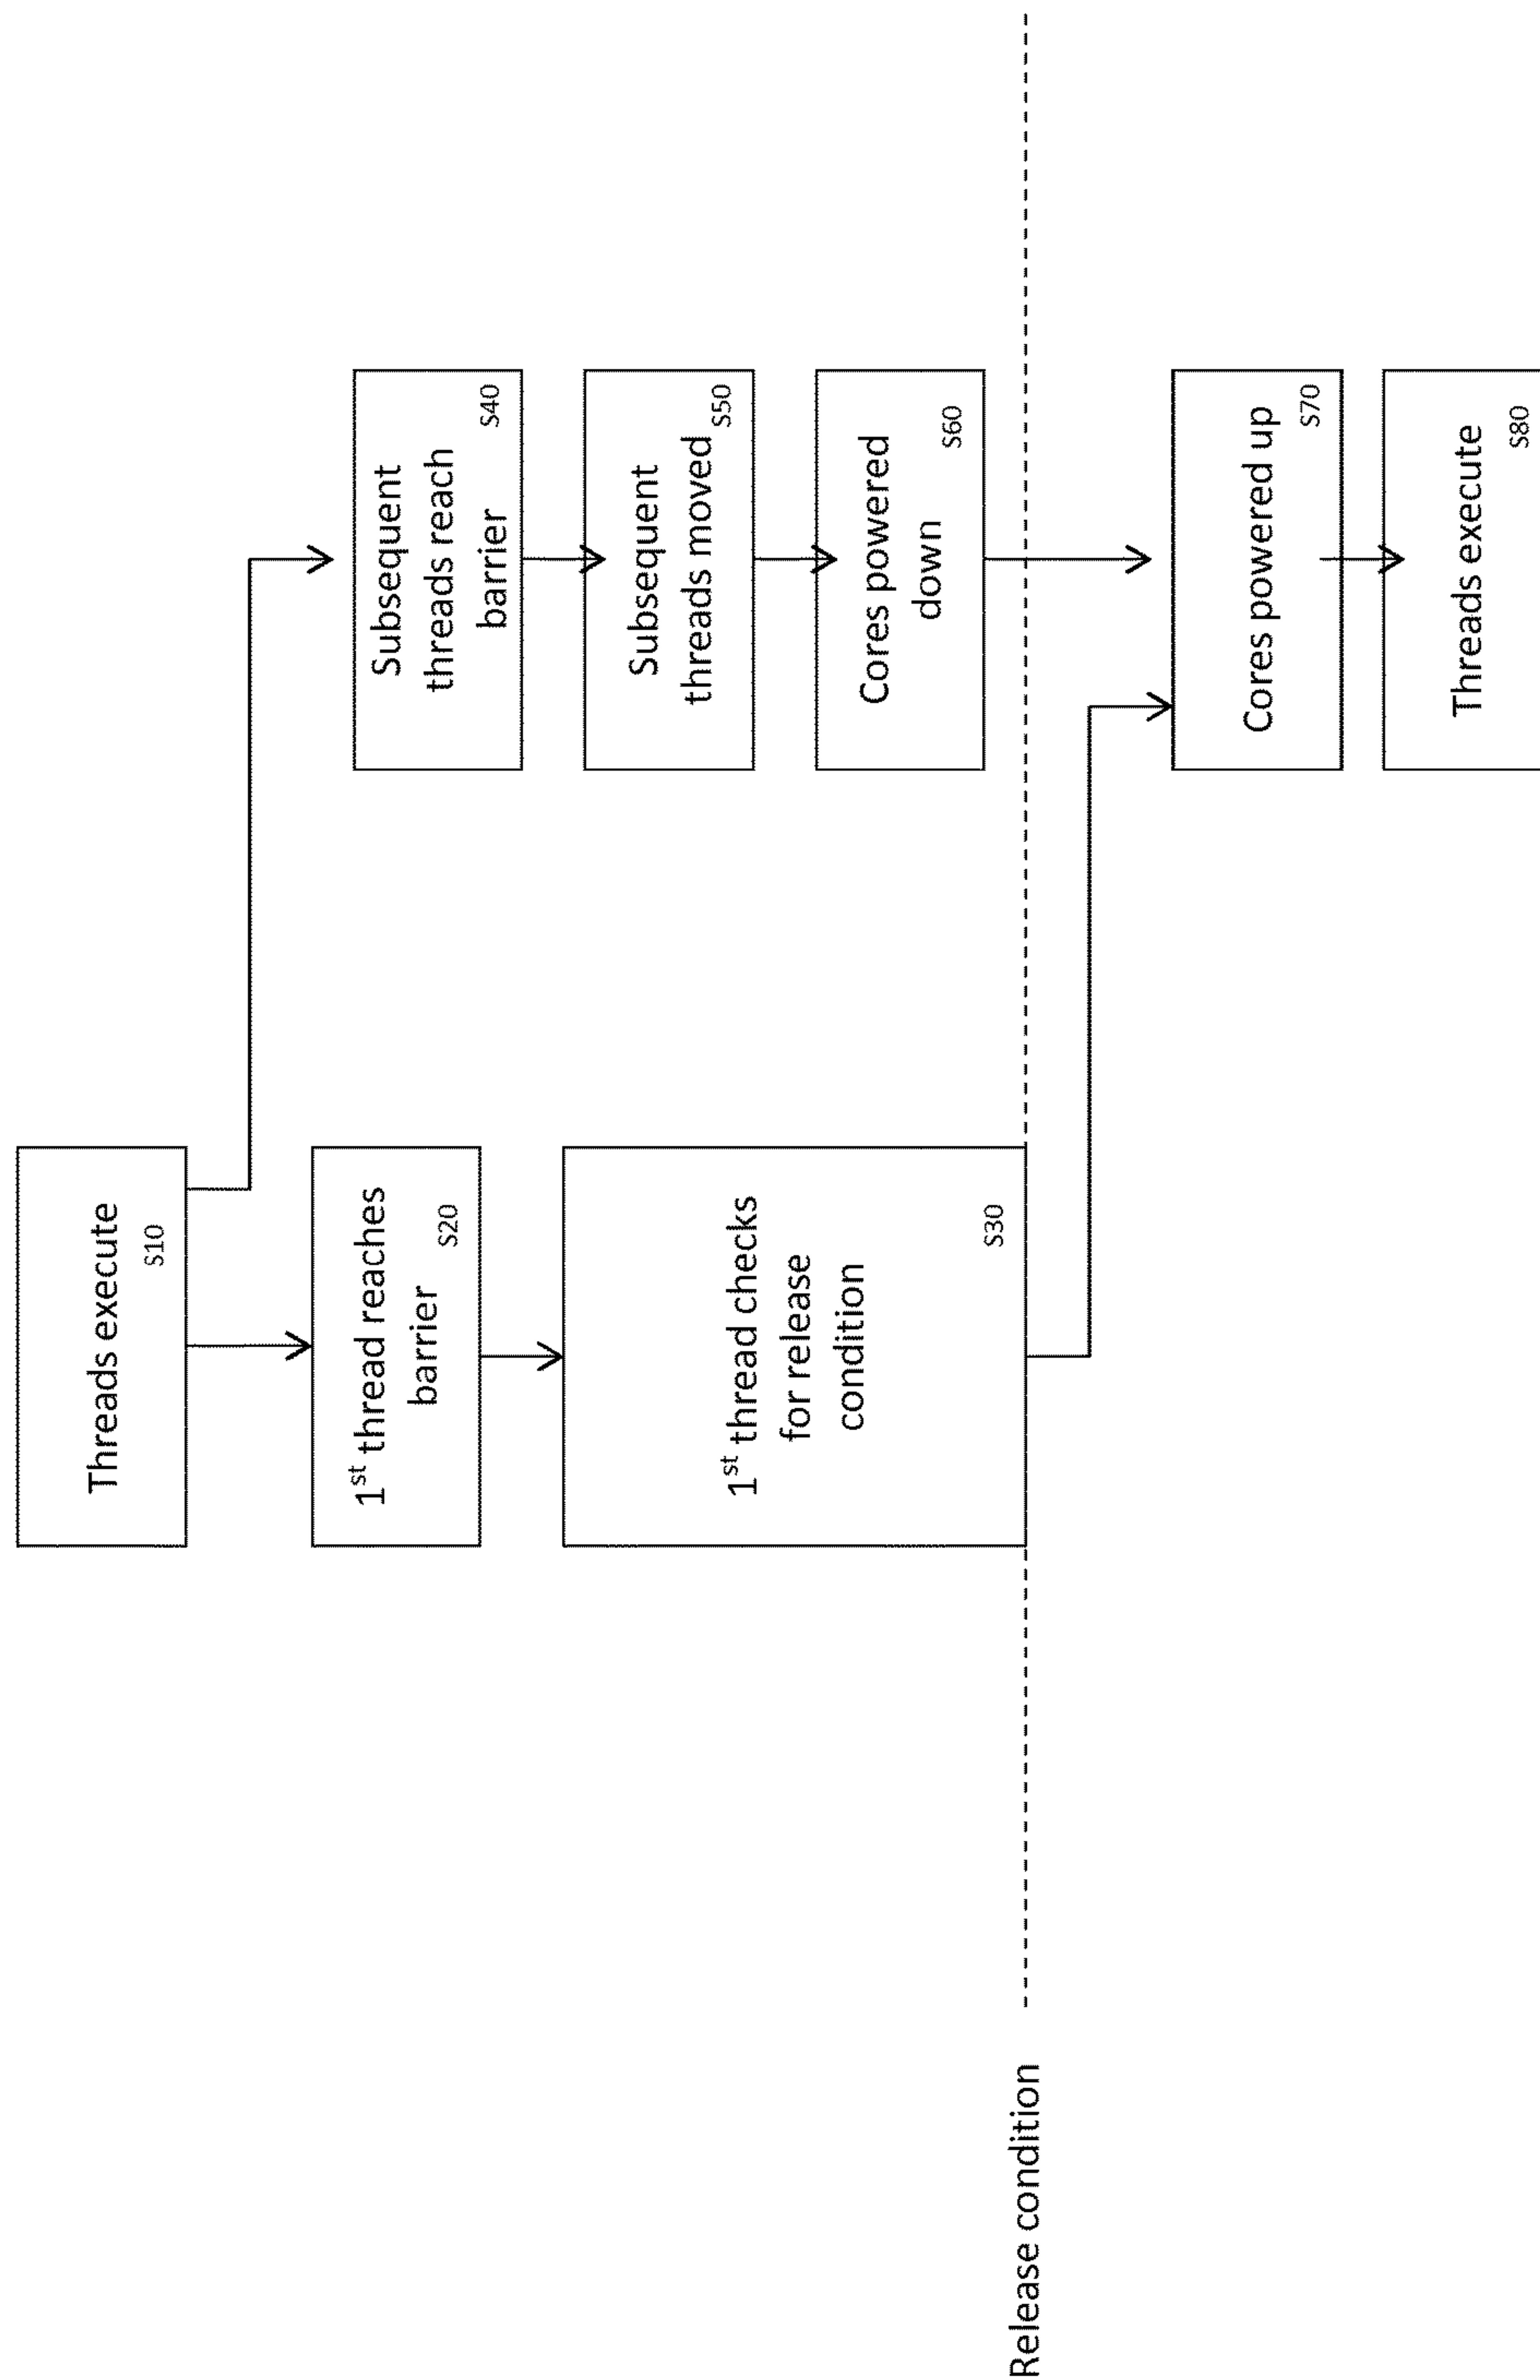 Threads execute
S10
1st thread reaches
barrier
S20
1st thread checks
for release
condition
S30
Subsequent
threads reach
barrier
S40
Subsequent
threads moved
S50
Cores powered
down
S60
Release condition
Cores powered up
S70
Threads execute
S80